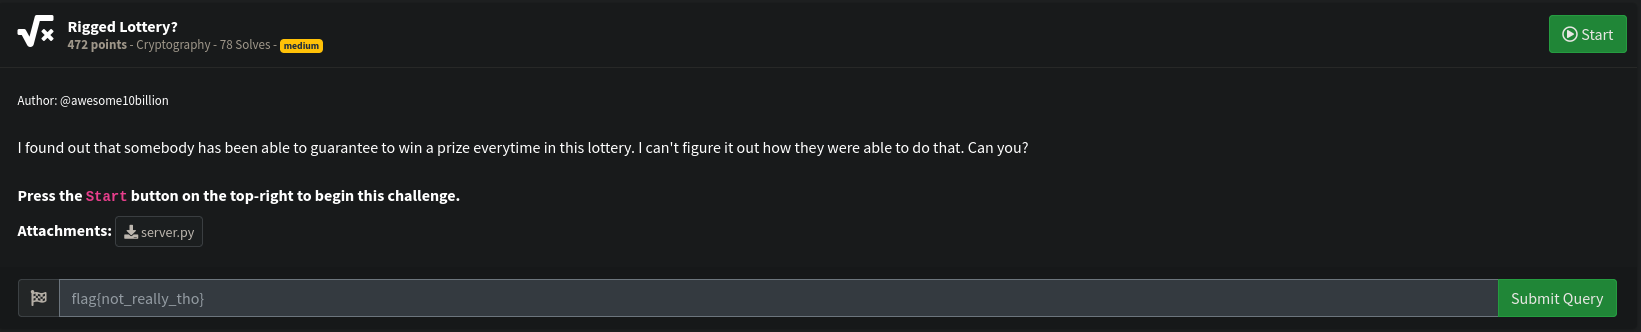 Rigged Lottery?
472 points - Cryptography - 78 Solves - medium
Start
Author: @awesome10billion
I found out that somebody has been able to guarantee to win a prize everytime in this lottery. I can't figure it out how they were able to do that. Can you?
Press the Start button on the top-right to begin this challenge.
Attachments: server.py
flag{not_really_tho}
Submit Query